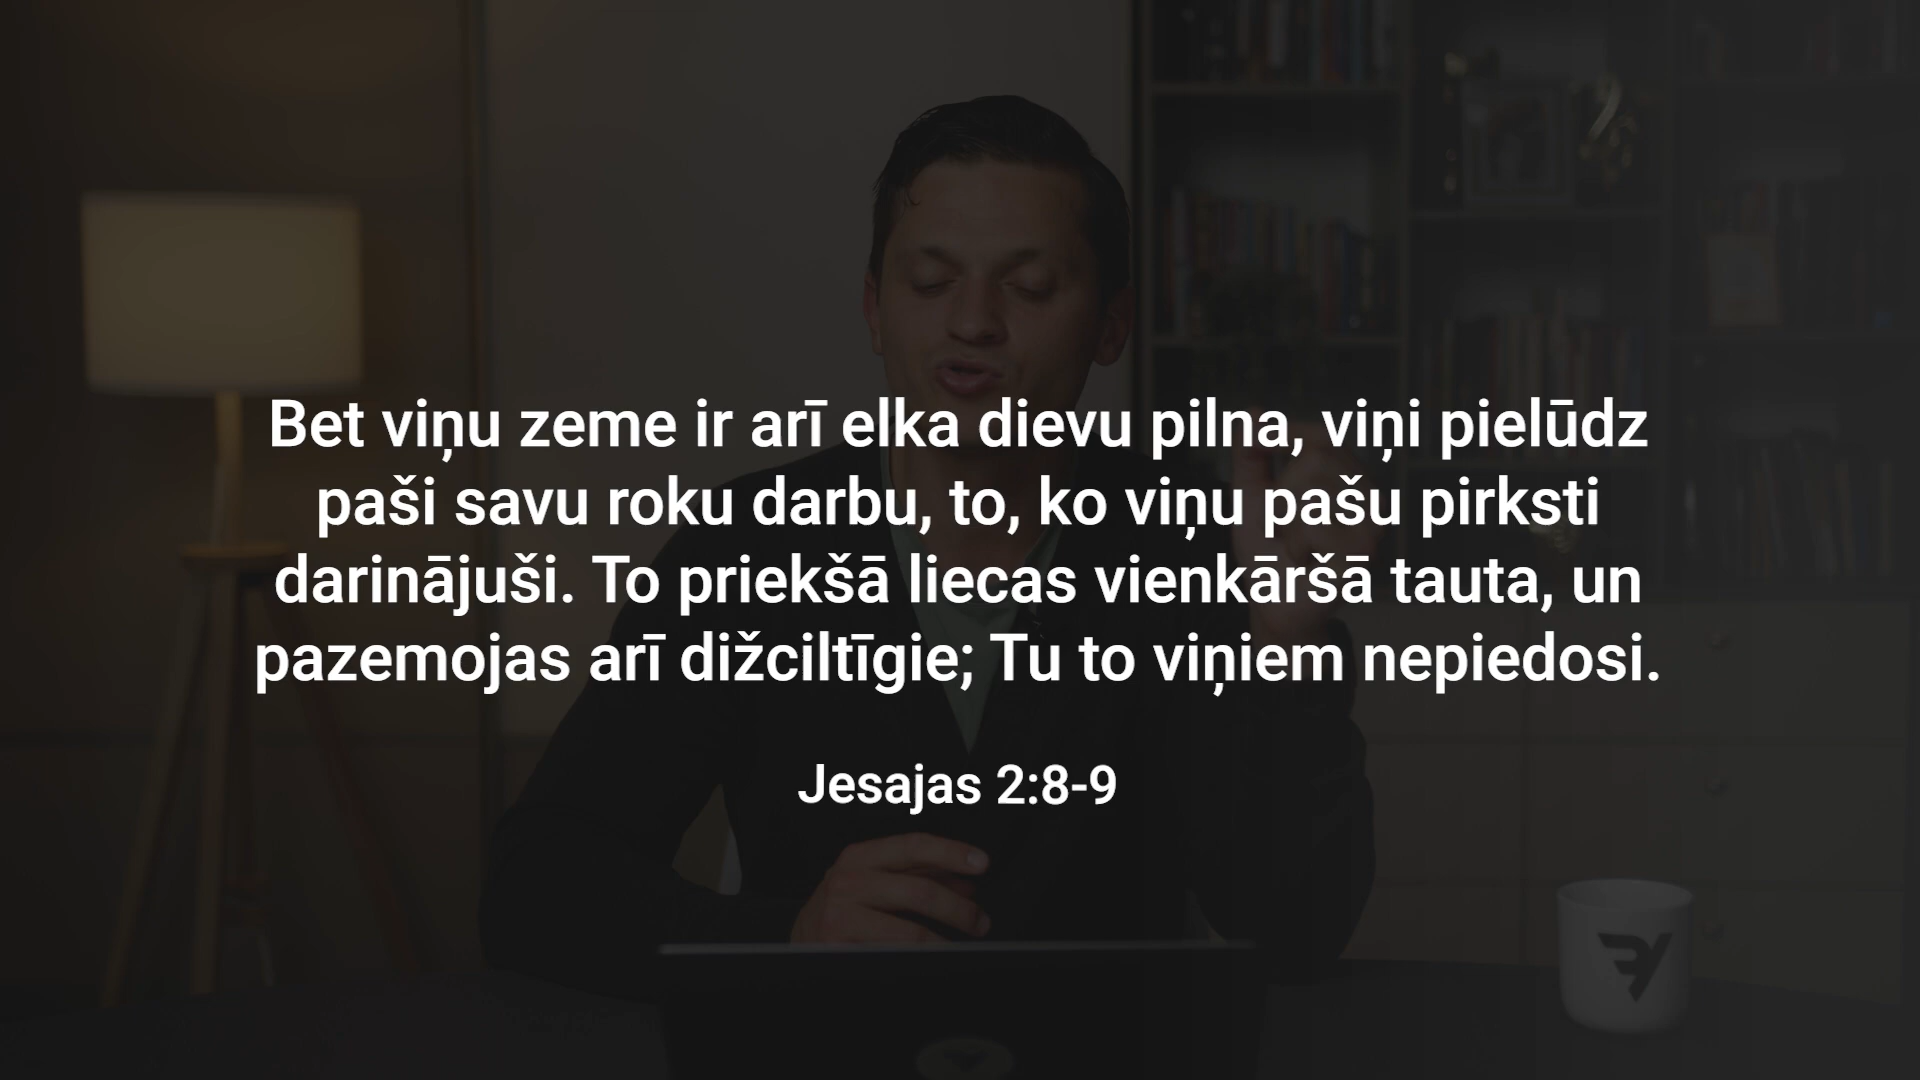 Bet viņu zeme ir arī elka dievu pilna, viņi pielūdz
paši savu roku darbu, to, ko viņu pašu pirksti
darinājuši. To priekšā liecas vienkāršā tauta, un
pazemojas arī dižciltīgie; Tu to viņiem nepiedosi.
Jesajas 2:8-9